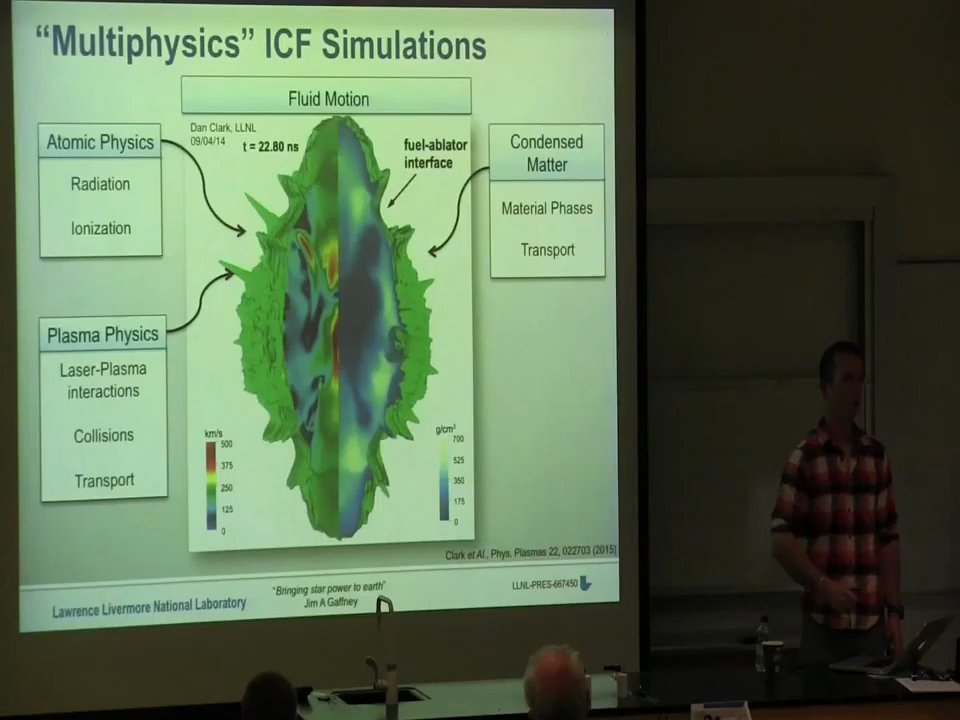 “Multiphysics” ICF Simulations
Fluid Motion
Atomic Physics
Radiation
Ionization
Dan Clark, LLNL
09/04/14
t = 22.80 ns
fuel-ablator
interface
Condensed
Matter
Material Phases
Transport
Plasma Physics
Laser-Plasma
interactions
Collisions
Transport
km/s
500
375
250
125
0
g/cm³
700
525
350
175
0
Clark et Al., Phys. Plasmas 22, 022703 (2015)
Lawrence Livermore National Laboratory
“Bringing star power to earth”
Jim A Gaffney
LLNL-PRES-667450